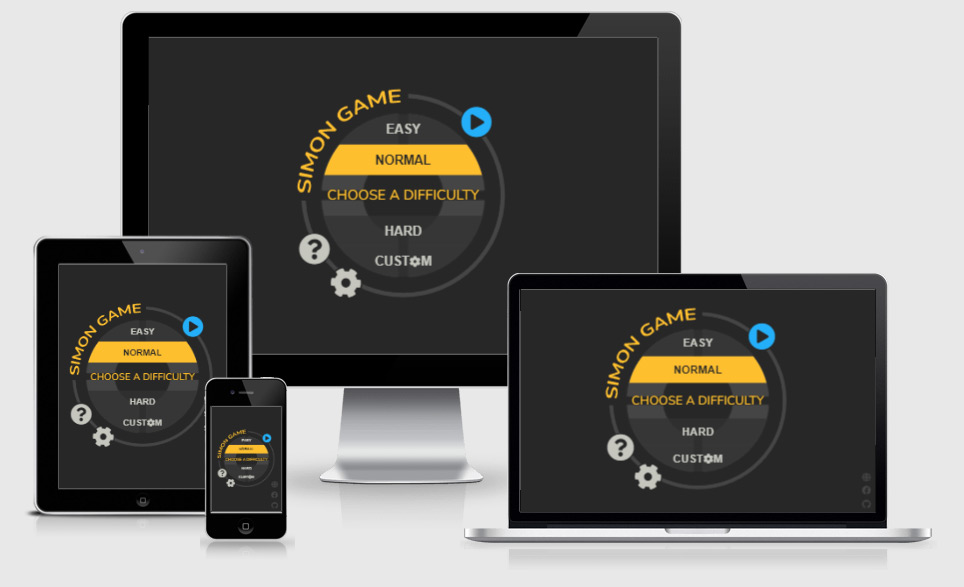 SIMON GAME
EASY
NORMAL
CHOOSE A DIFFICULTY
HARD
CUSTOM
?
SIMON GAME
EASY
NORMAL
CHOOSE A DIFFICULTY
HARD
CUSTOM
?
SIMON GAME
EASY
NORMAL
CHOOSE A DIFFICULTY
HARD
CUSTOM
?
SIMON GAME
EASY
NORMAL
CHOOSE A DIFFICULTY
HARD
CUSTOM
?